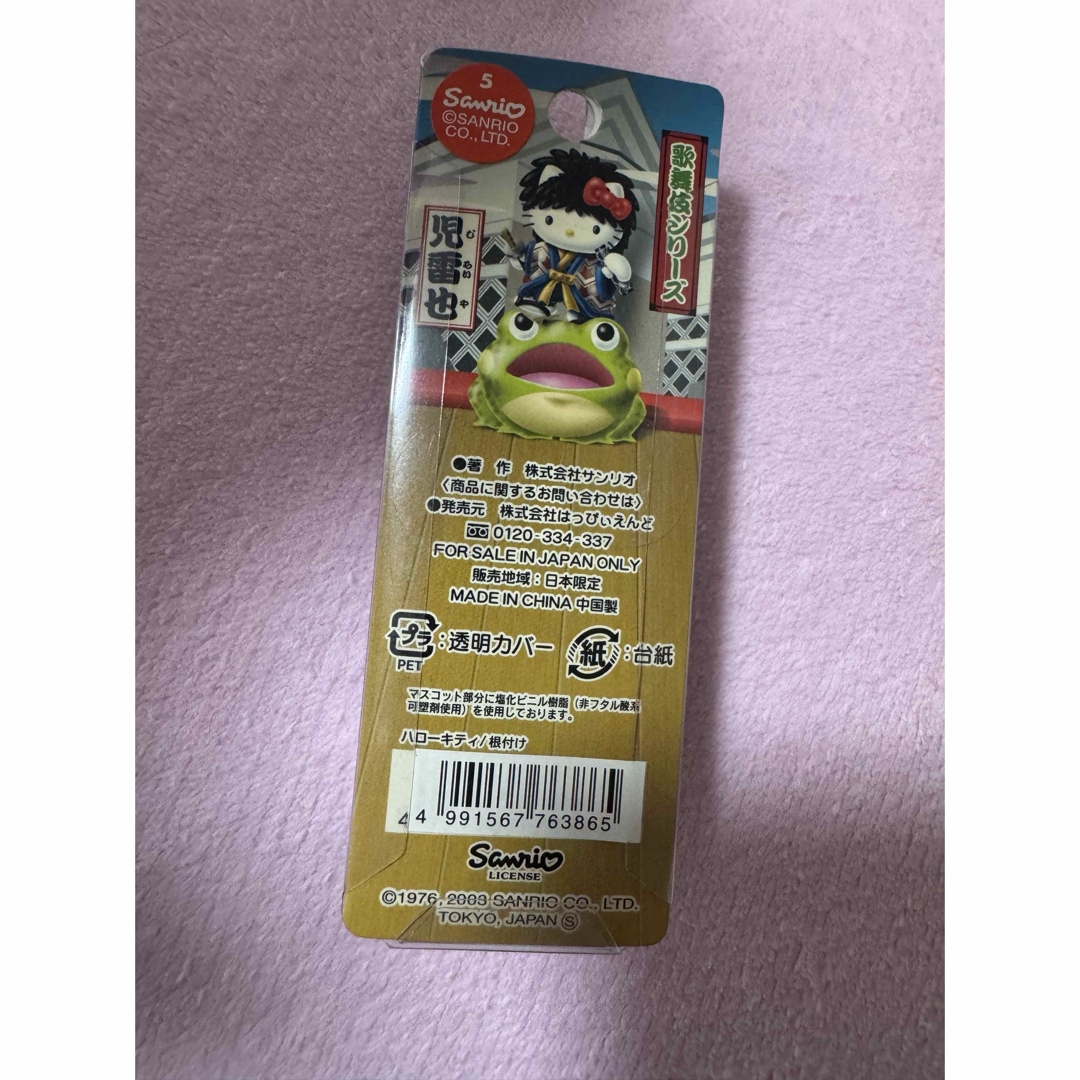 5
Sanrio
©SANRIO
CO., LTD.
歌舞伎シリーズ
児雷也
じらいや
●著 作 株式会社サンリオ
〈商品に関するお問い合わせは〉
●発売元 株式会社はっぴぃえんど
0120-334-337
FOR SALE IN JAPAN ONLY
販売地域：日本限定
MADE IN CHINA 中国製
プラ：透明カバー
PET
紙：台紙
マスコット部分に塩化ビニル樹脂（非フタル酸系
可塑剤使用）を使用しております。
ハローキティ/根付け
4 991567 763865
Sanrio
LICENSE
©1976, 2003 SANRIO CO., LTD.
TOKYO, JAPAN Ⓢ